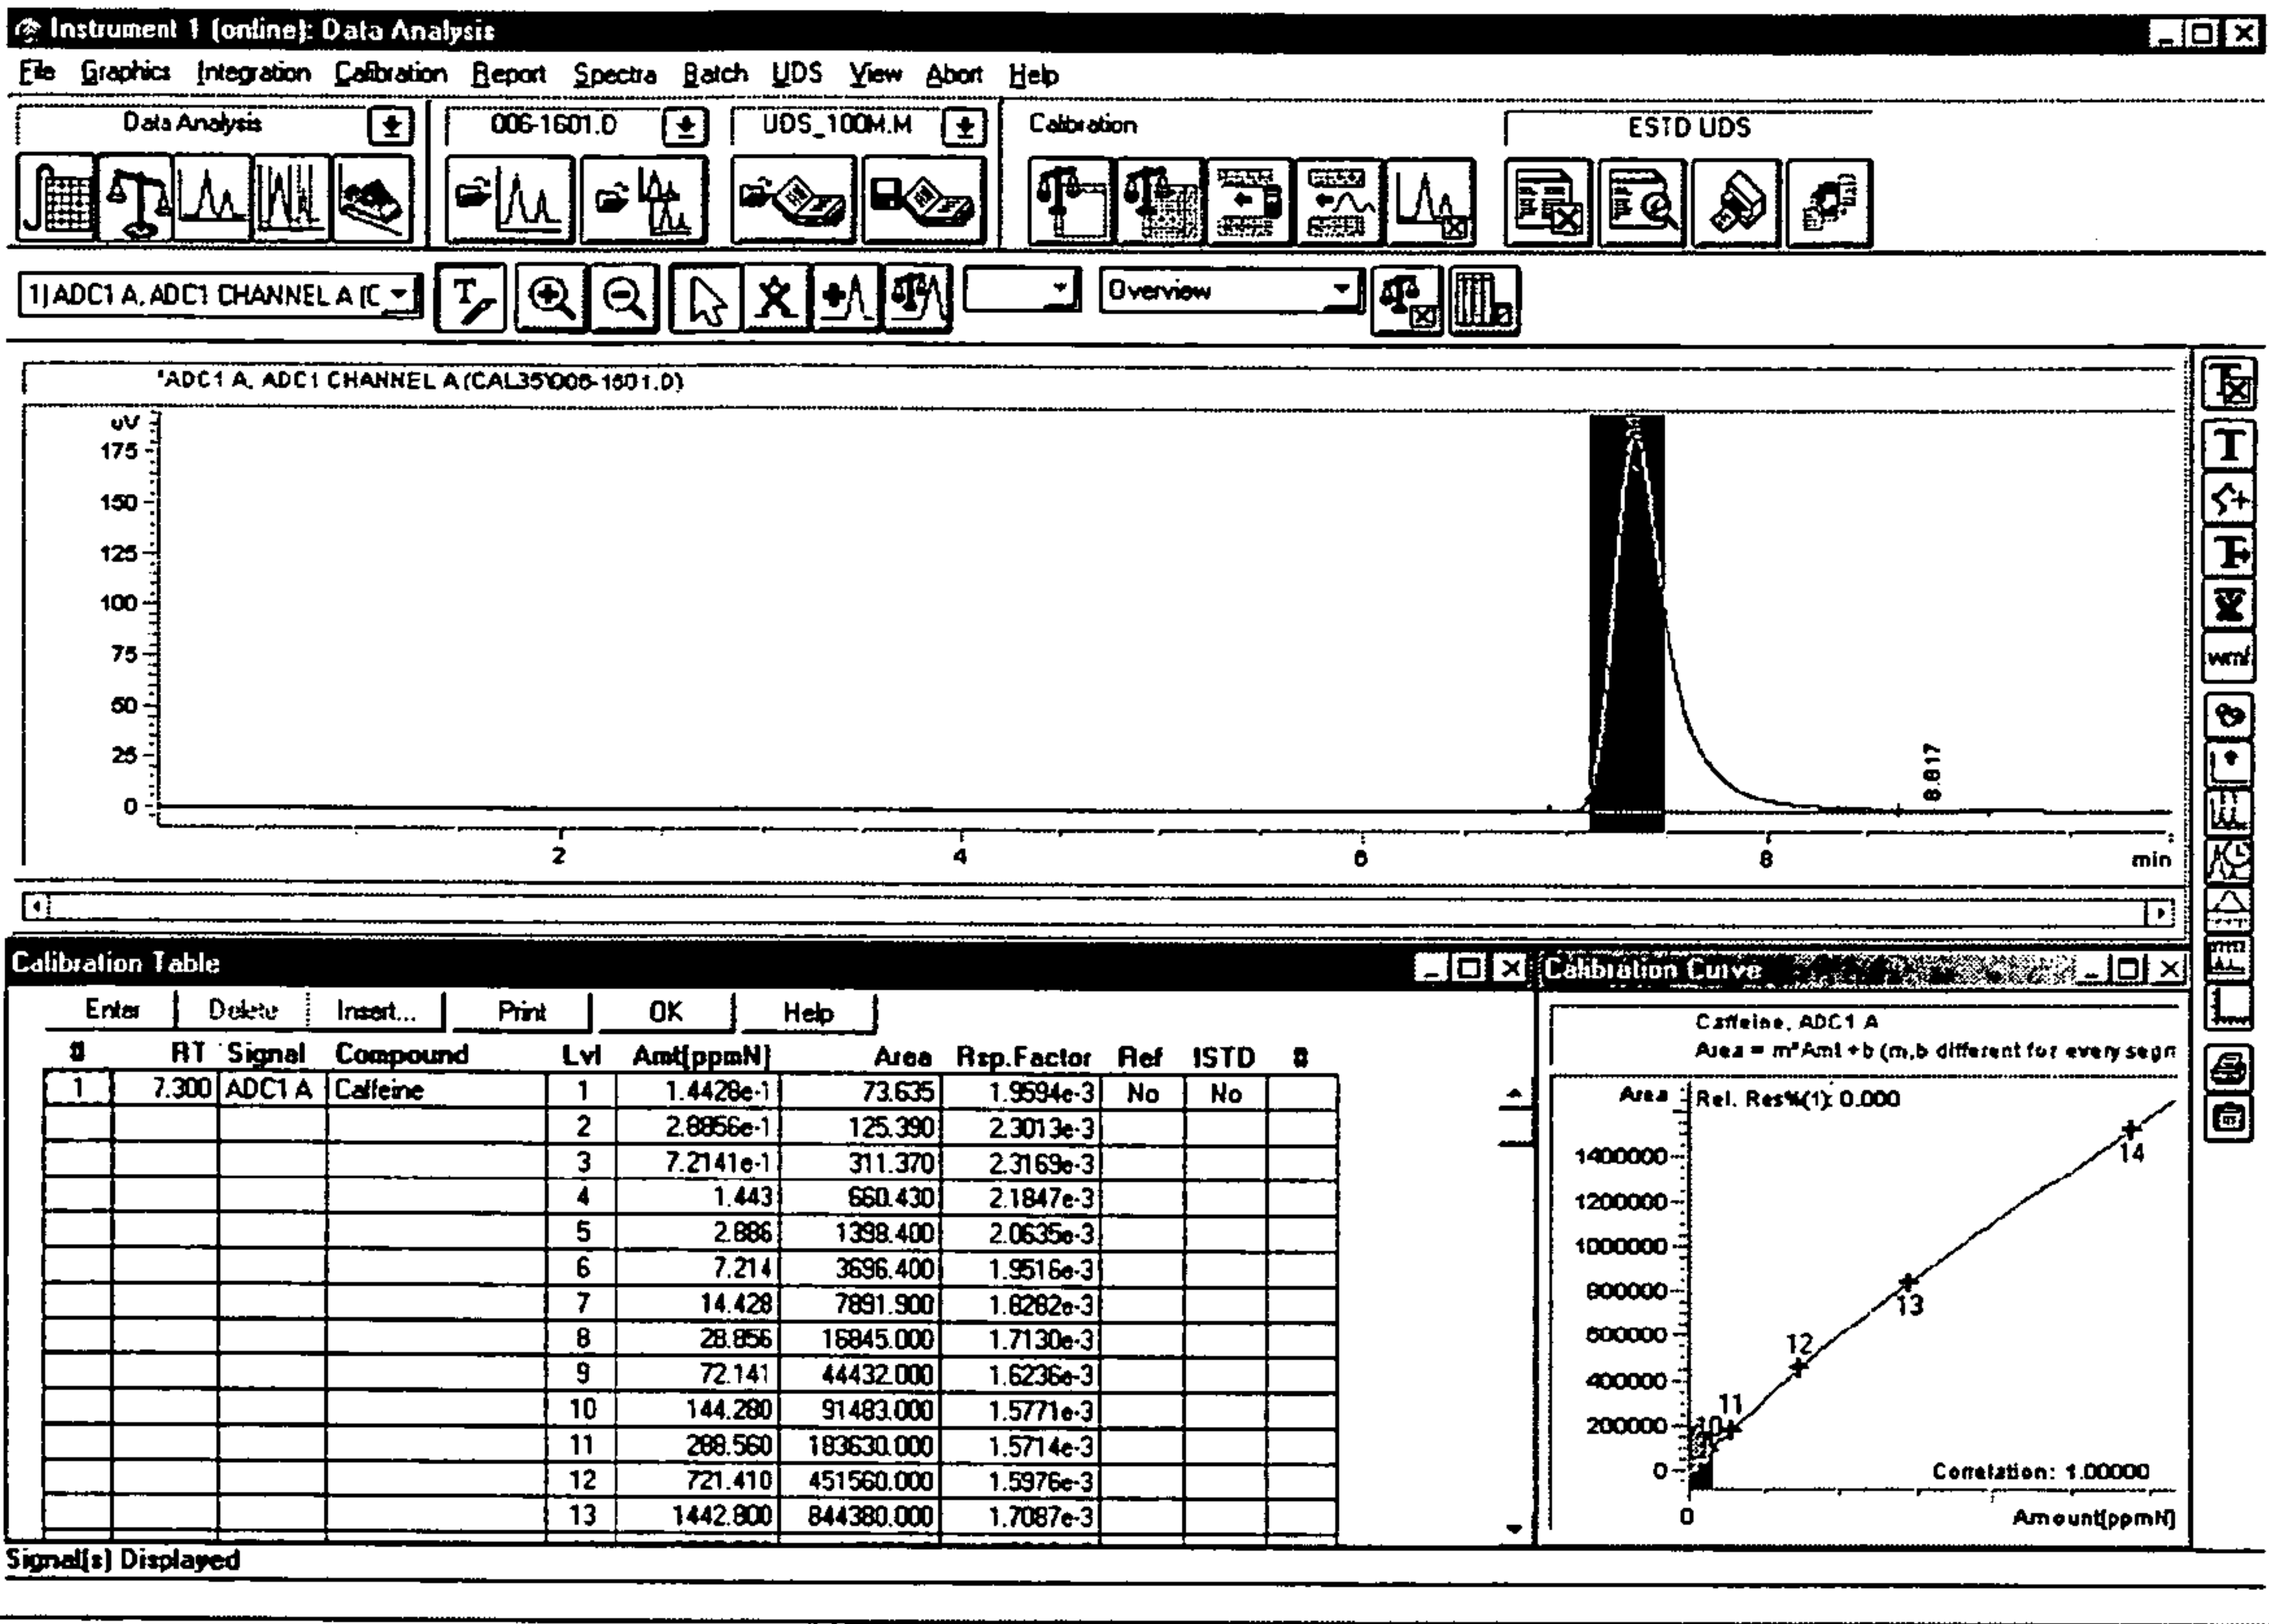 Instrument 1 (online): Data Analysis
File Graphics Integration Calibration Report Spectra Batch UDS View Abort Help
Data Analysis 006-1601.D UDS_100M.M Calibration ESTD UDS
1) ADC1 A, ADC1 CHANNEL A (C Overview
*ADC1 A, ADC1 CHANNEL A (CAL35\006-1601.D)
uV
175
150
125
100
75
50
25
0
8.817
2 4 6 8 min
wmf
Calibration Table
Enter Delete Insert... Print OK Help
# RT Signal Compound Lvl Amt[ppmN] Area Rsp.Factor Ref ISTD #
1 7.300 ADC1 A Caffeine 1 1.4428e-1 73.635 1.9594e-3 No No
2 2.8856e-1 125.390 2.3013e-3
3 7.2141e-1 311.370 2.3169e-3
4 1.443 660.430 2.1847e-3
5 2.886 1398.400 2.0635e-3
6 7.214 3696.400 1.9516e-3
7 14.428 7891.900 1.8282e-3
8 28.856 16845.000 1.7130e-3
9 72.141 44432.000 1.6236e-3
10 144.280 91483.000 1.5771e-3
11 288.560 183630.000 1.5714e-3
12 721.410 451560.000 1.5976e-3
13 1442.800 844380.000 1.7087e-3
Calibration Curve
Caffeine, ADC1 A
Area = m*Amt +b (m,b different for every segm
Area
Rel. Res%(1): 0.000
1400000
1200000
1000000
800000
600000
400000
200000
0
14
13
12
11
10
Correlation: 1.00000
0 Amount[ppmN]
Signal(s) Displayed